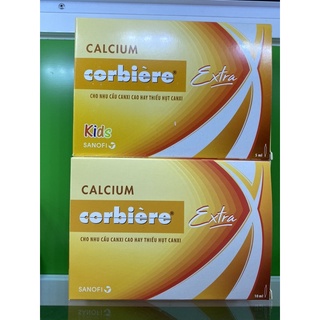 CALCIUM
corbière® Extra
CHO NHU CẦU CANXI CAO HAY THIẾU HỤT CANXI
Kids
SANOFI
5 ml
CALCIUM
corbière® Extra
CHO NHU CẦU CANXI CAO HAY THIẾU HỤT CANXI
SANOFI
10 ml